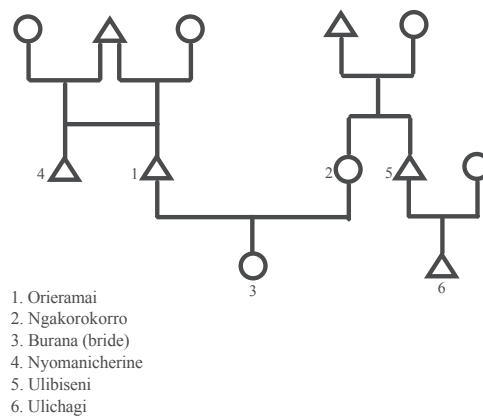 4
1
2
5
3
6
1. Orieramai
2. Ngakorokorro
3. Burana (bride)
4. Nyomanicherine
5. Ulibiseni
6. Ulichagi